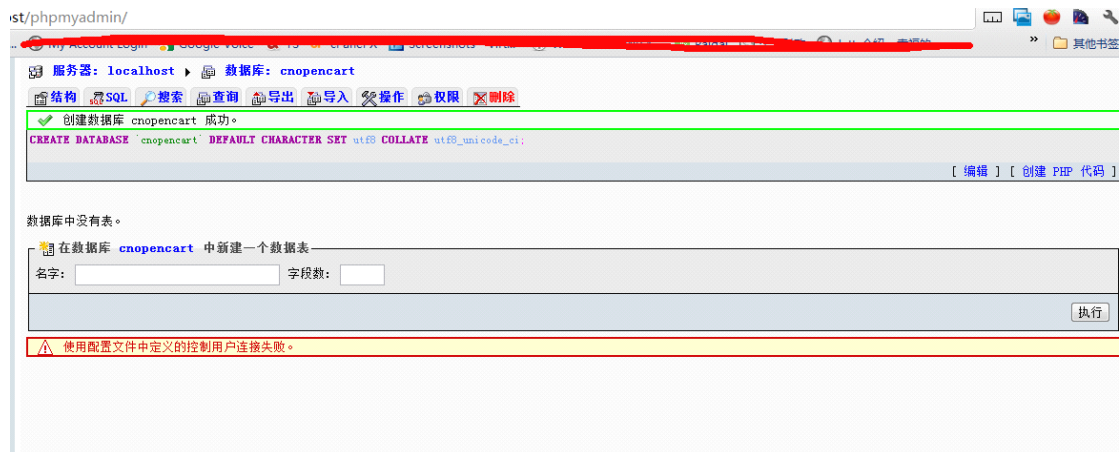 st/phpmyadmin/
My Account Login
» 其他书签
服务器: localhost ▸ 数据库: cnopencart
结构 SQL 搜索 查询 导出 导入 操作 权限 删除
创建数据库 cnopencart 成功。
CREATE DATABASE `cnopencart` DEFAULT CHARACTER SET utf8 COLLATE utf8_unicode_ci;
[ 编辑 ] [ 创建 PHP 代码 ]
数据库中没有表。
在数据库 cnopencart 中新建一个数据表
名字: 字段数:
执行
使用配置文件中定义的控制用户连接失败。